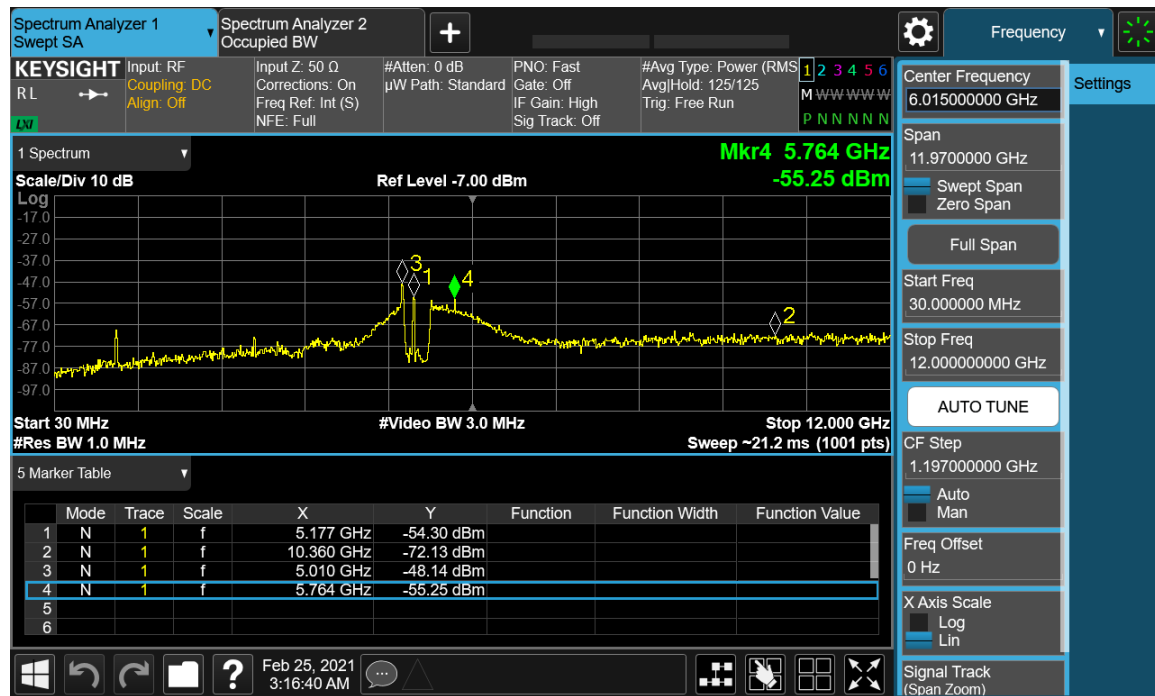 Spectrum Analyzer 1
Swept SA
Spectrum Analyzer 2
Occupied BW
+
Frequency
KEYSIGHT
R L
LXI
Input: RF
Coupling: DC
Align: Off
Input Z: 50 Ω
Corrections: On
Freq Ref: Int (S)
NFE: Full
#Atten: 0 dB
µW Path: Standard
PNO: Fast
Gate: Off
IF Gain: High
Sig Track: Off
#Avg Type: Power (RMS
Avg|Hold: 125/125
Trig: Free Run
1 2 3 4 5 6
M W W W W W
P N N N N N
1 Spectrum
Mkr4 5.764 GHz
-55.25 dBm
Scale/Div 10 dB
Ref Level -7.00 dBm
Log
-17.0
-27.0
-37.0
-47.0
-57.0
-67.0
-77.0
-87.0
-97.0
3
1
4
2
Start 30 MHz
#Video BW 3.0 MHz
Stop 12.000 GHz
#Res BW 1.0 MHz
Sweep ~21.2 ms (1001 pts)
5 Marker Table
Mode Trace Scale X Y Function Function Width Function Value
1 N 1 f 5.177 GHz -54.30 dBm
2 N 1 f 10.360 GHz -72.13 dBm
3 N 1 f 5.010 GHz -48.14 dBm
4 N 1 f 5.764 GHz -55.25 dBm
5
6
Center Frequency
6.015000000 GHz
Settings
Span
11.9700000 GHz
Swept Span
Zero Span
Full Span
Start Freq
30.000000 MHz
Stop Freq
12.000000000 GHz
AUTO TUNE
CF Step
1.197000000 GHz
Auto
Man
Freq Offset
0 Hz
X Axis Scale
Log
Lin
Signal Track
(Span Zoom)
?
Feb 25, 2021
3:16:40 AM